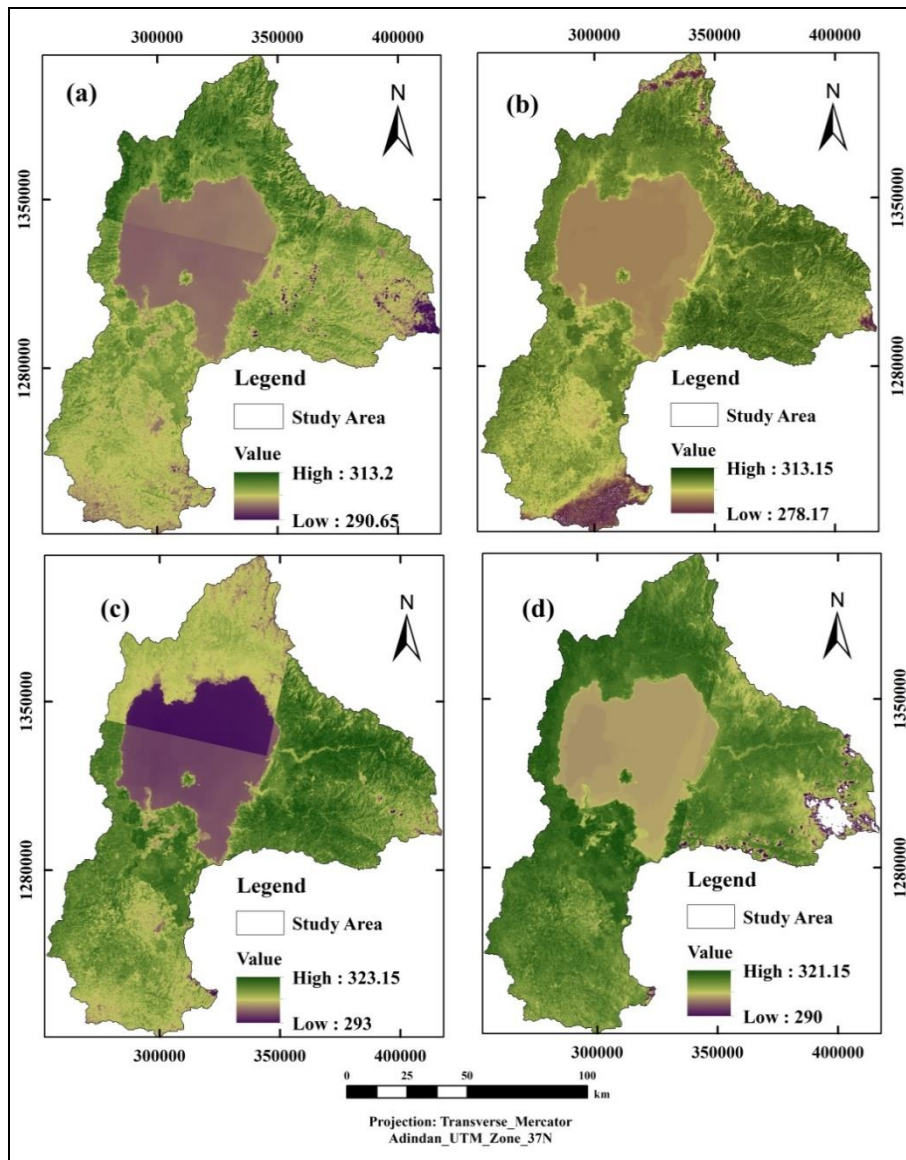 300000 350000 400000
300000 350000 400000
(a)
N
1350000
1280000
Legend
Study Area
Value
High : 313.2
Low : 290.65
(b)
N
1350000
1280000
Legend
Study Area
Value
High : 313.15
Low : 278.17
(c)
N
1350000
1280000
Legend
Study Area
Value
High : 323.15
Low : 293
(d)
N
1350000
1280000
Legend
Study Area
Value
High : 321.15
Low : 290
300000 350000 400000
300000 350000 400000
0 25 50 100
km
Projection: Transverse_Mercator
Adindan_UTM_Zone_37N